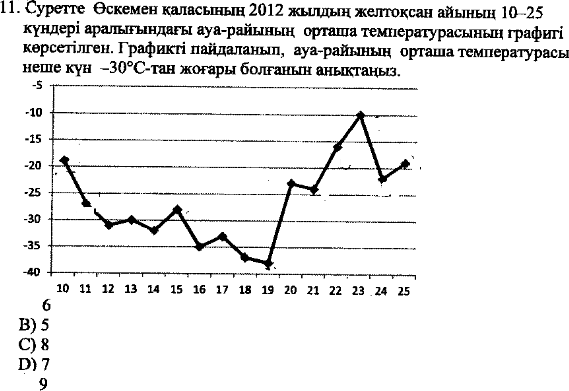 11. Суретте Өскемен қаласының 2012 жылдың желтоқсан айының 10–25
күндері аралығындағы ауа-райының орташа температурасының графигі
көрсетілген. Графикті пайдаланып, ауа-райының орташа температурасы
неше күн –30°С-тан жоғары болғанын анықтаңыз.
-5
-10
-15
-20
-25
-30
-35
-40
10 11 12 13 14 15 16 17 18 19 20 21 22 23 24 25
6
B) 5
C) 8
D) 7
9